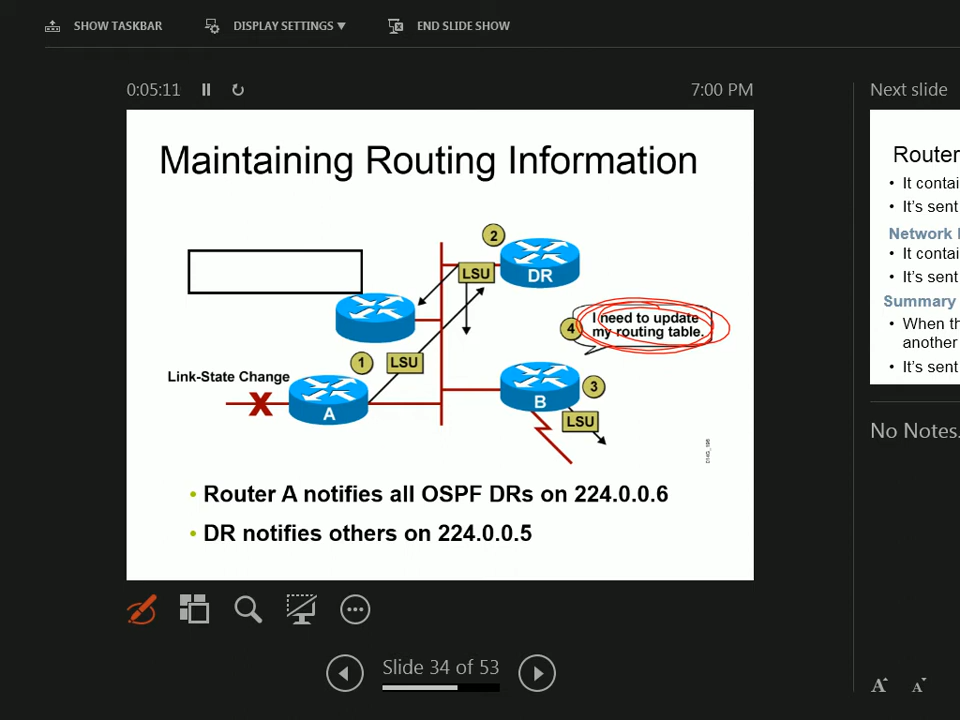 SHOW TASKBAR
DISPLAY SETTINGS
END SLIDE SHOW
0:05:11
7:00 PM
Next slide
Maintaining Routing Information
2
LSU
DR
4
I need to update
my routing table.
1
LSU
Link-State Change
X
A
B
3
LSU
• Router A notifies all OSPF DRs on 224.0.0.6
• DR notifies others on 224.0.0.5
Router
• It contai
• It's sent
Network
• It contai
• It's sent
Summary
• When th
another
• It's sent
No Notes.
Slide 34 of 53
A
A